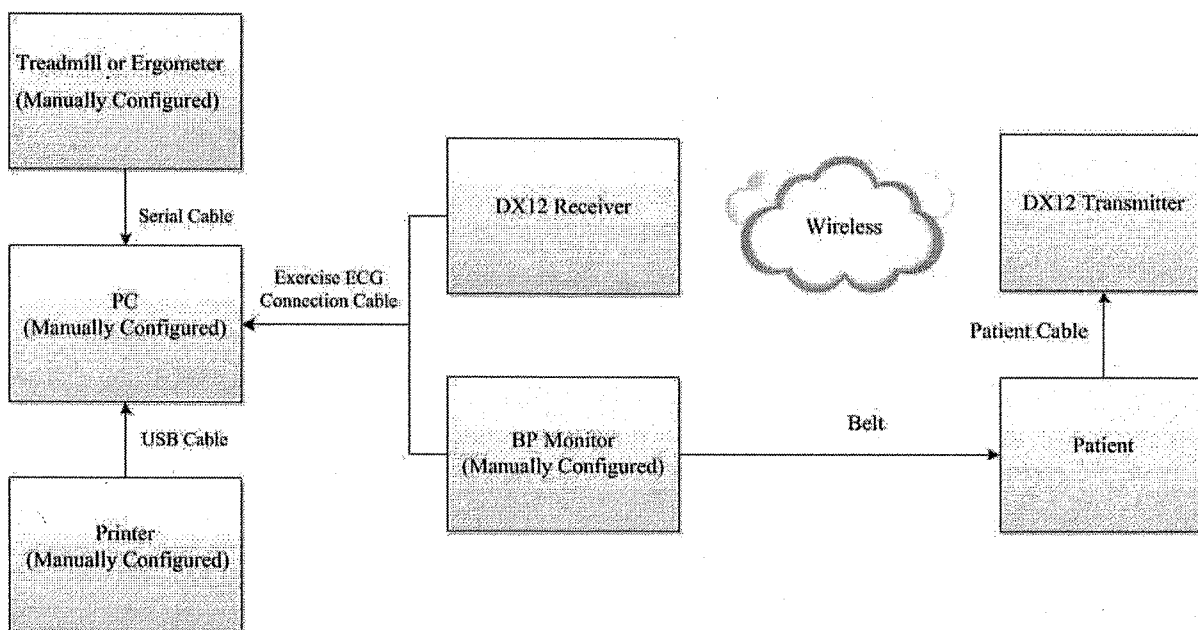 Treadmill or Ergometer
(Manually Configured)
Serial Cable
PC
(Manually Configured)
USB Cable
Printer
(Manually Configured)
Exercise ECG
Connection Cable
DX12 Receiver
BP Monitor
(Manually Configured)
Wireless
Belt
DX12 Transmitter
Patient Cable
Patient